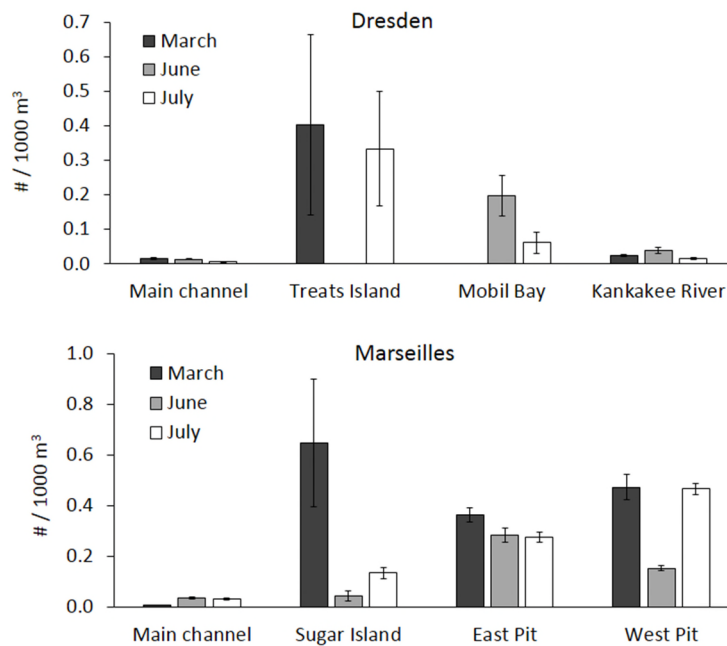 Dresden
0.7
0.6
0.5
0.4
0.3
0.2
0.1
0.0
# / 1000 m³
March
June
July
Main channel Treats Island Mobil Bay Kankakee River
Marseilles
1.0
0.8
0.6
0.4
0.2
0.0
# / 1000 m³
March
June
July
Main channel Sugar Island East Pit West Pit